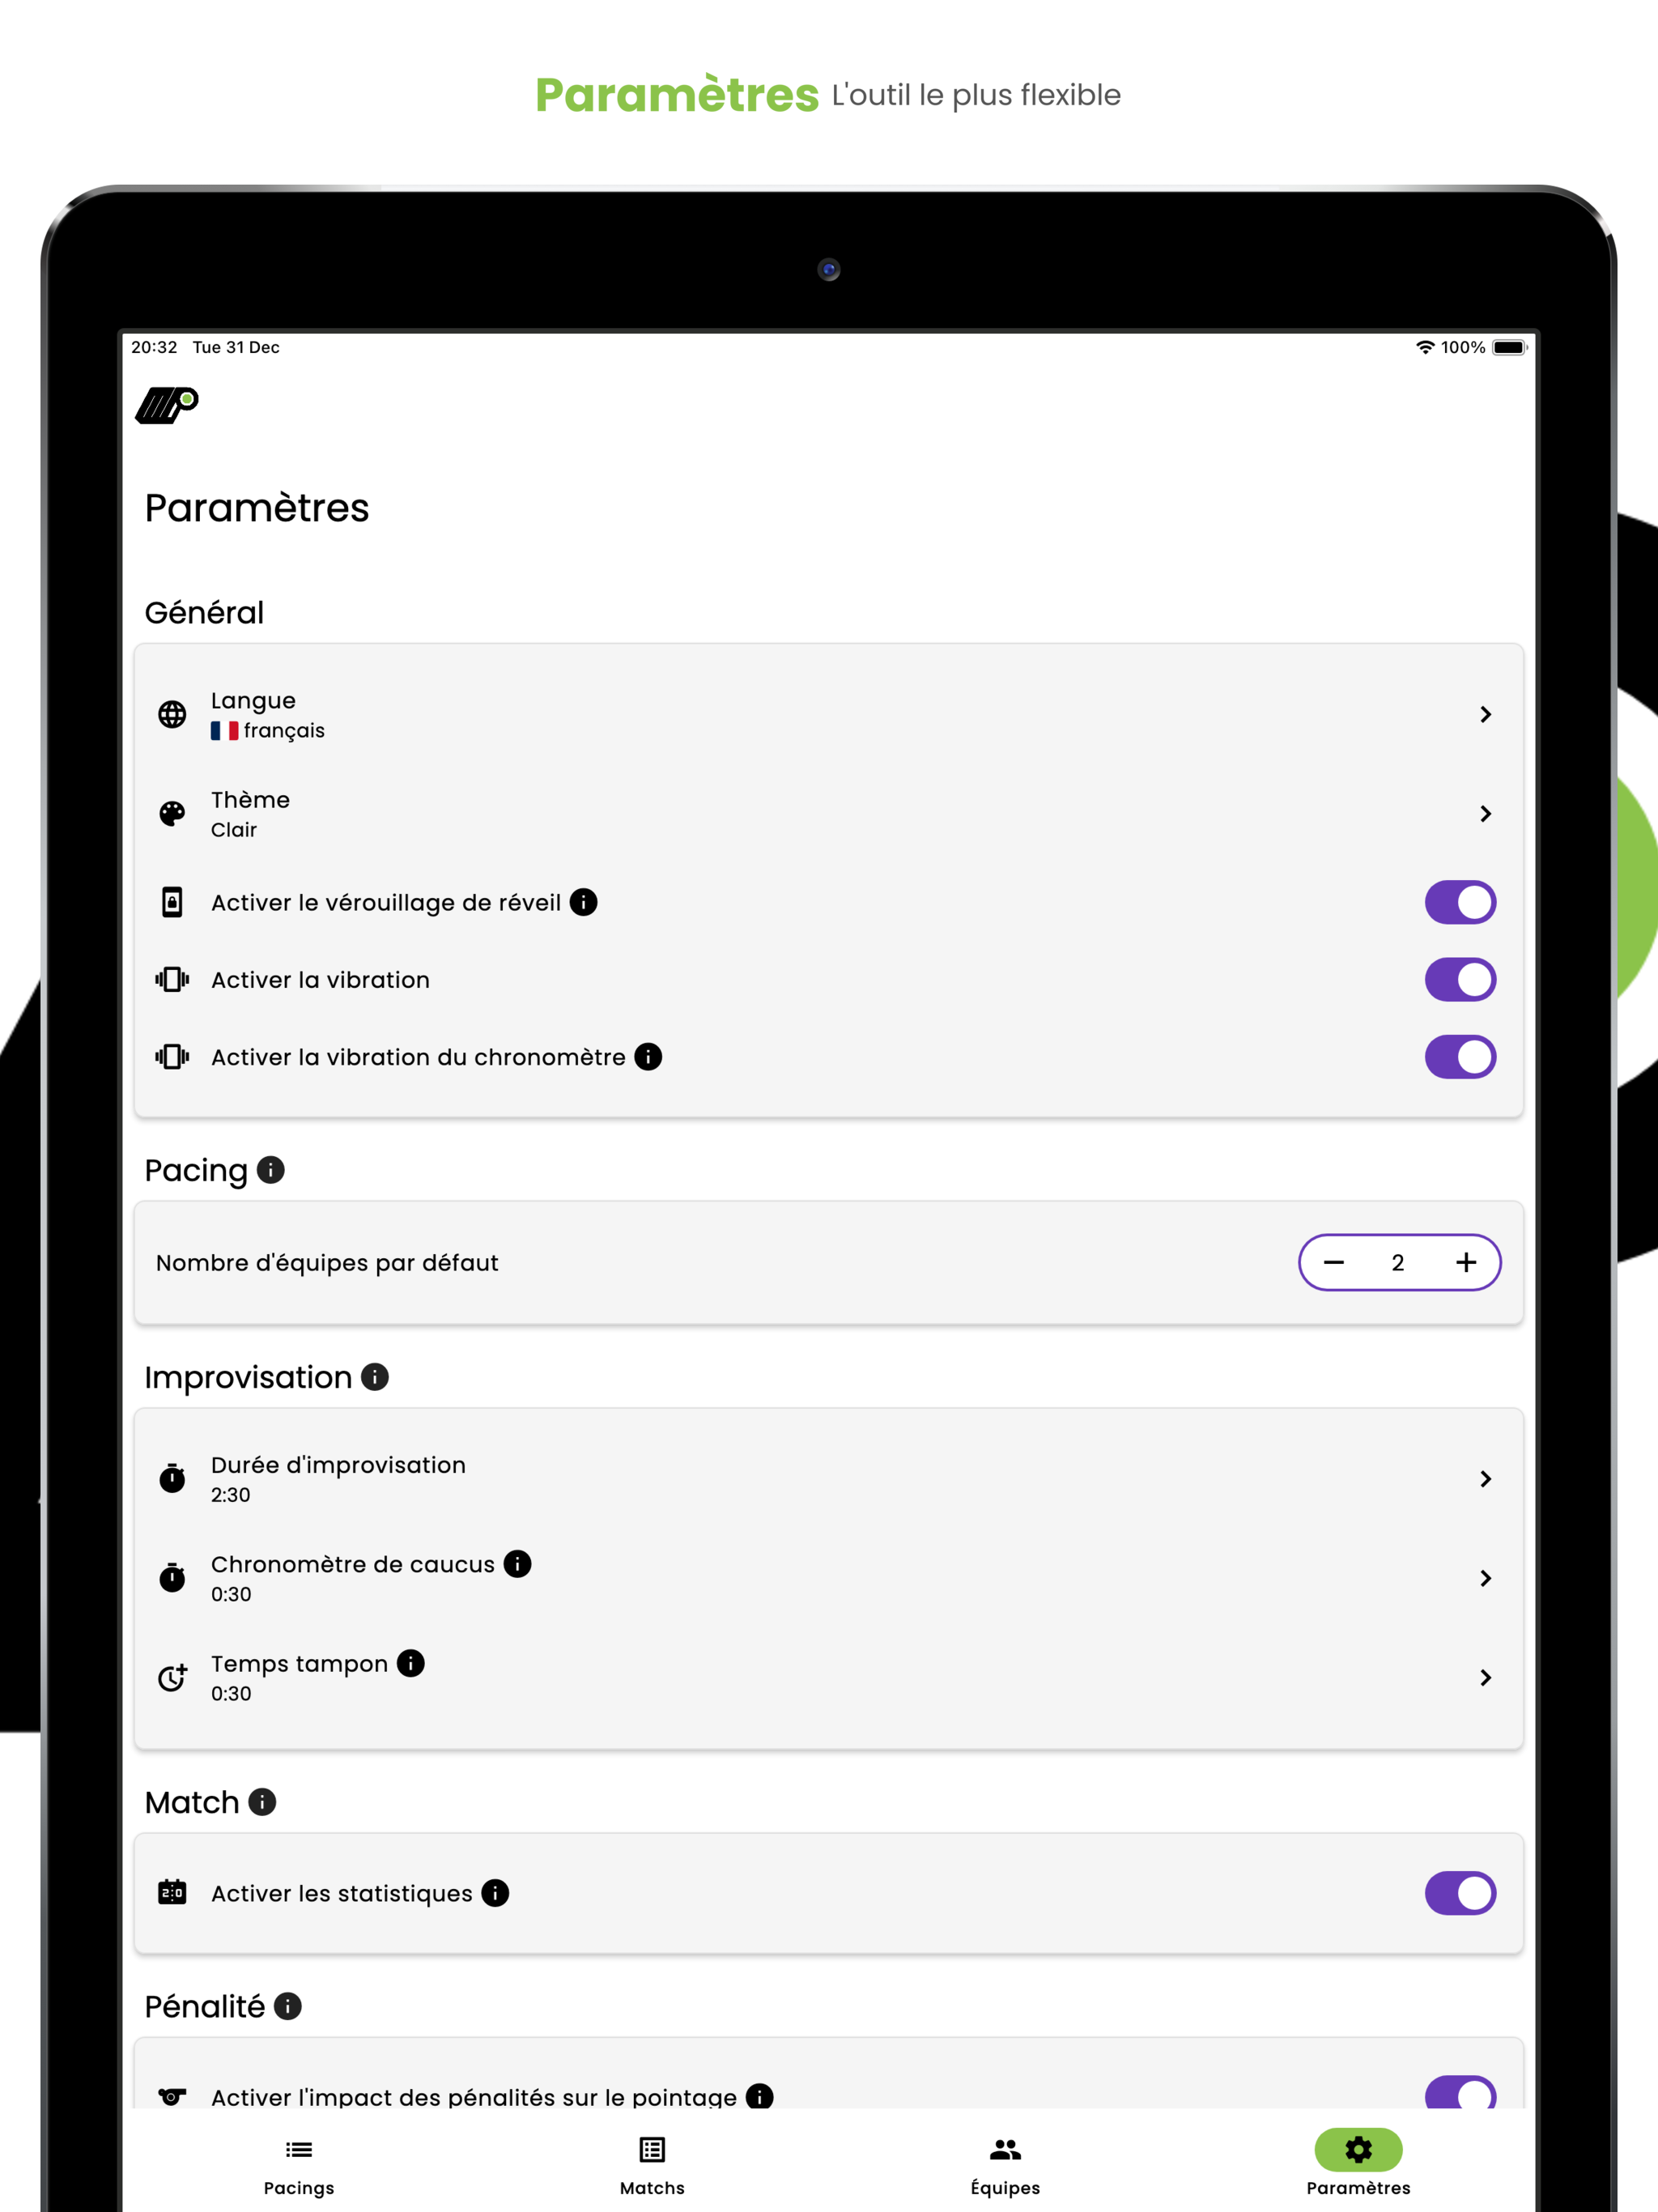 Paramètres L'outil le plus flexible
20:32 Tue 31 Dec
100%
Paramètres
Général
Langue
français
Thème
Clair
Activer le vérouillage de réveil
Activer la vibration
Activer la vibration du chronomètre
Pacing
Nombre d'équipes par défaut
2
Improvisation
Durée d'improvisation
2:30
Chronomètre de caucus
0:30
Temps tampon
0:30
Match
Activer les statistiques
Pénalité
Activer l'impact des pénalités sur le pointage
Pacings
Matchs
Équipes
Paramètres